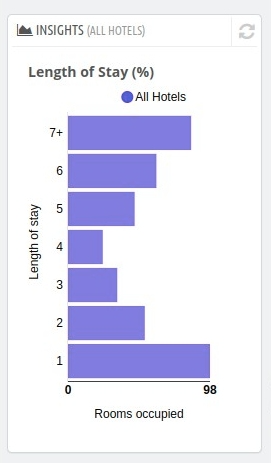 INSIGHTS (ALL HOTELS)
Length of Stay (%)
All Hotels
7+
6
5
4
3
2
1
Length of stay
0 98
Rooms occupied